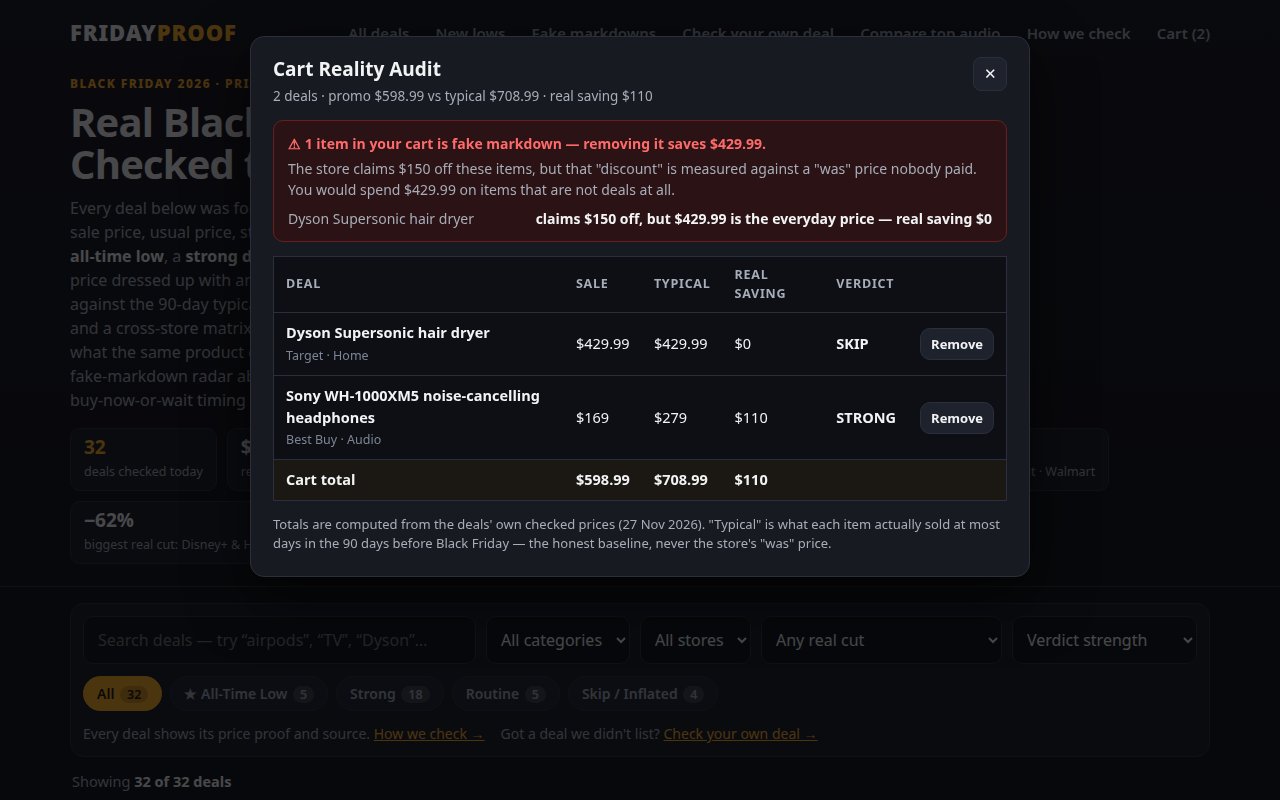 FRIDAYPROOF
All deals New lows Fake markdowns Check your own deal Compare top audio How we check Cart (2)
BLACK FRIDAY 2026 · PRI
Real Blac
Checked t
Every deal below was fo
sale price, usual price, st
all-time low, a strong d
price dressed up with an
against the 90-day typica
and a cross-store matrix
what the same product
fake-markdown radar ab
buy-now-or-wait timing
32
deals checked today
$
re
t · Walmart
−62%
biggest real cut: Disney+ & H
Cart Reality Audit
✕
2 deals · promo $598.99 vs typical $708.99 · real saving $110
⚠ 1 item in your cart is fake markdown — removing it saves $429.99.
The store claims $150 off these items, but that "discount" is measured against a "was" price nobody paid.
You would spend $429.99 on items that are not deals at all.
Dyson Supersonic hair dryer claims $150 off, but $429.99 is the everyday price — real saving $0
DEAL SALE TYPICAL REAL SAVING VERDICT
Dyson Supersonic hair dryer
Target · Home
$429.99 $429.99 $0 SKIP Remove
Sony WH-1000XM5 noise-cancelling
headphones
Best Buy · Audio
$169 $279 $110 STRONG Remove
Cart total $598.99 $708.99 $110
Totals are computed from the deals' own checked prices (27 Nov 2026). "Typical" is what each item actually sold at most
days in the 90 days before Black Friday — the honest baseline, never the store's "was" price.
Search deals — try “airpods”, “TV”, “Dyson”… All categories All stores Any real cut Verdict strength
All 32 ★ All-Time Low 5 Strong 18 Routine 5 Skip / Inflated 4
Every deal shows its price proof and source. How we check → Got a deal we didn't list? Check your own deal →
Showing 32 of 32 deals